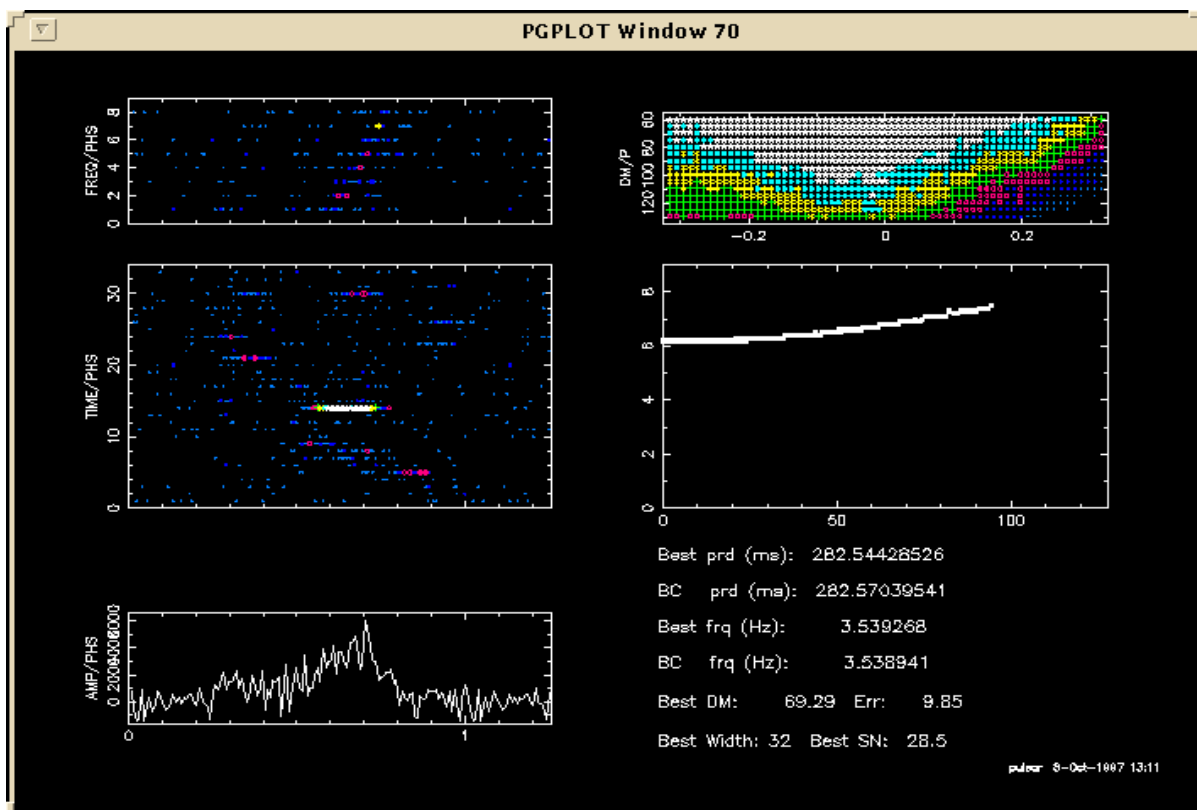 PGPLOT Window 70
FREQ/PHS
0 2 4 6 8
DM/P
60 80 100 120
-0.2 0 0.2
TIME/PHS
0 10 20 30
0 2 4 6 8
0 50 100
AMP/PHS
0 1
Best prd (ms): 282.54428526
BC prd (ms): 282.57039541
Best frq (Hz): 3.539268
BC frq (Hz): 3.538941
Best DM: 69.29 Err: 9.85
Best Width: 32 Best SN: 28.5